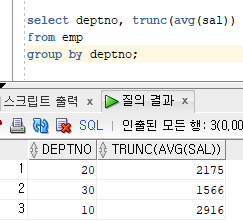 select deptno, trunc(avg(sal))
from emp
group by deptno;
스크립트 출력 x 질의 결과 x
SQL | 인출된 모든 행: 3(0,00
DEPTNO TRUNC(AVG(SAL))
1 20 2175
2 30 1566
3 10 2916